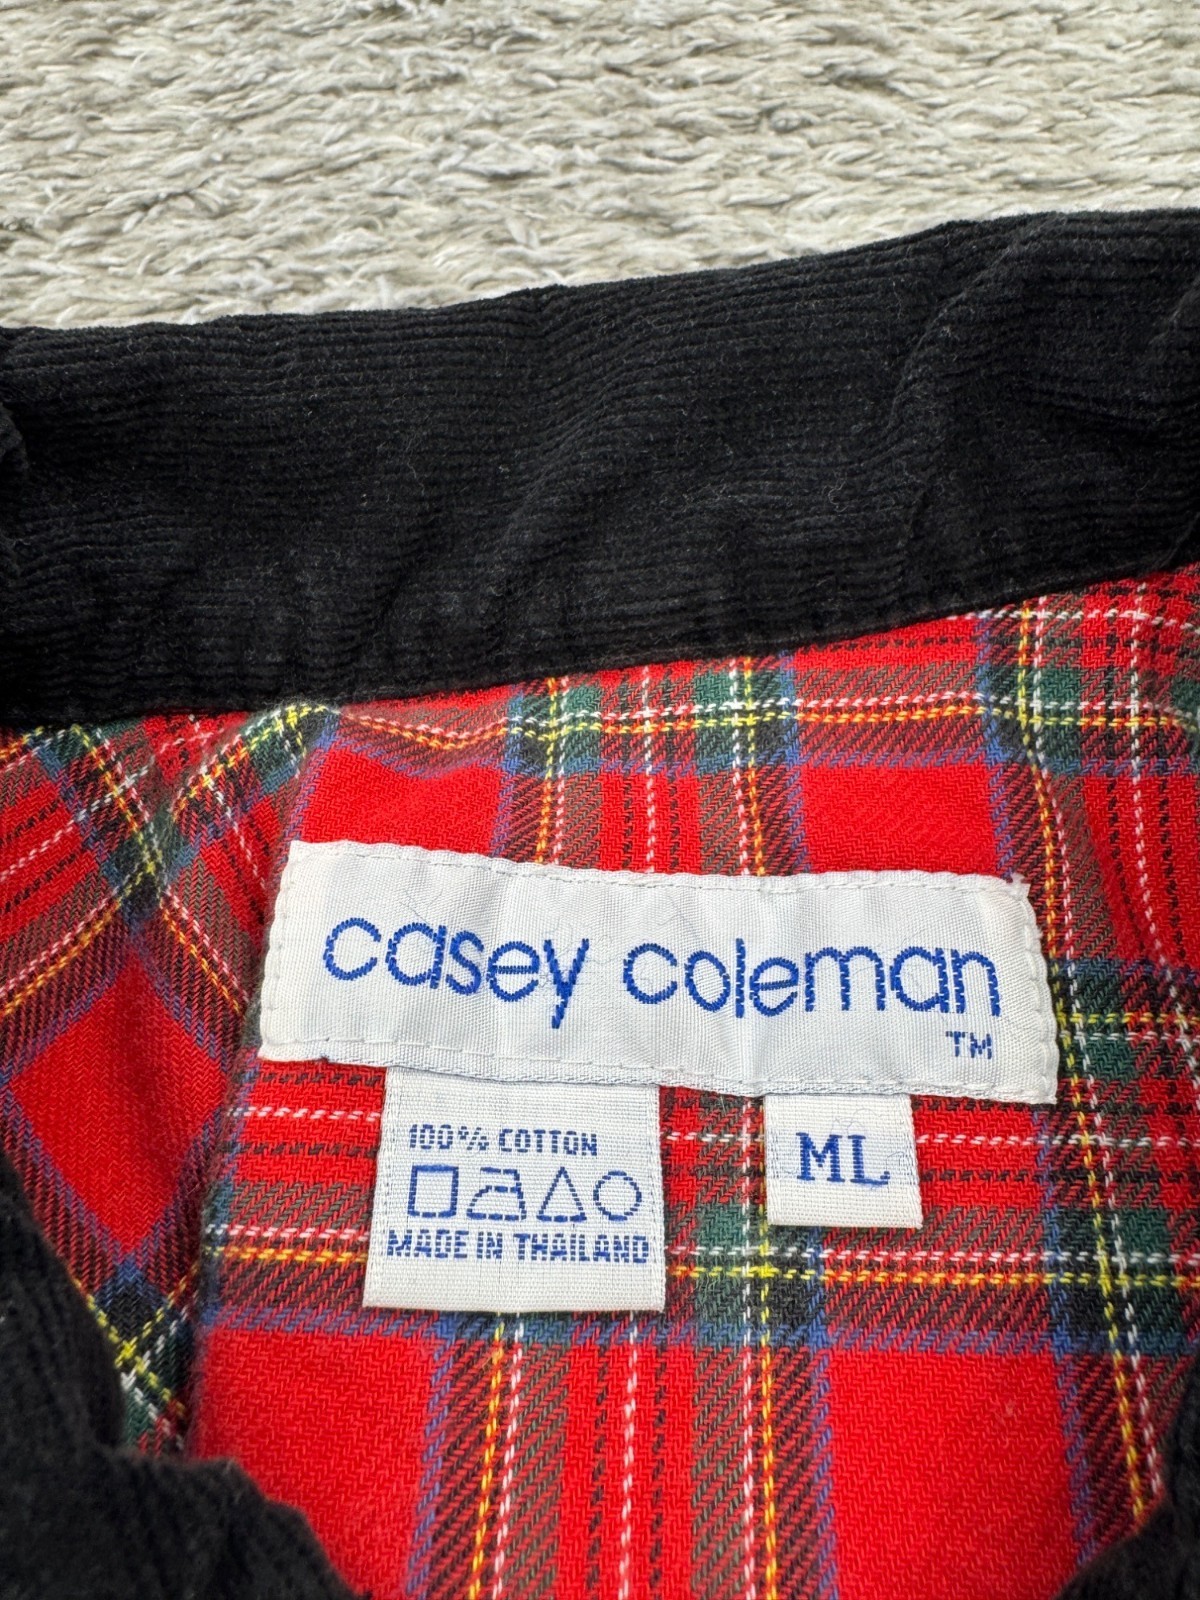 casey coleman
TM
100% COTTON
MADE IN THAILAND
ML